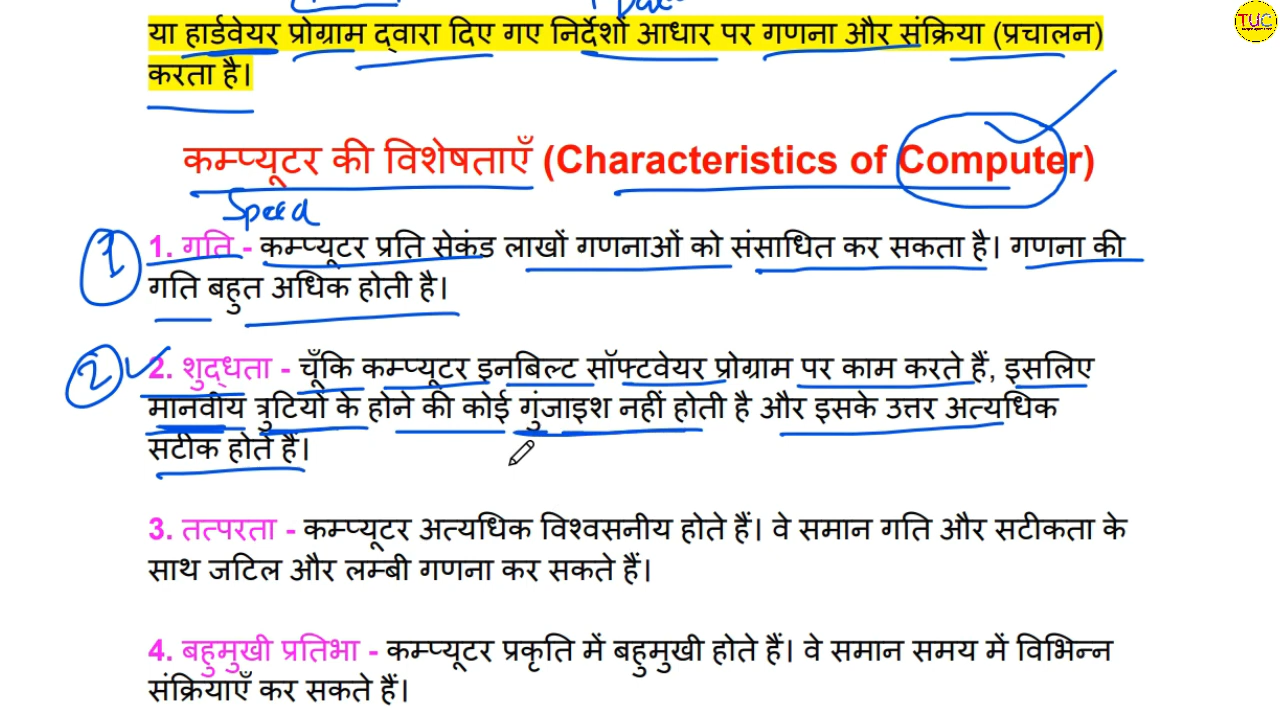 या हार्डवेयर प्रोग्राम द्वारा दिए गए निर्देशों आधार पर गणना और संक्रिया (प्रचालन)
करता है।
कम्प्यूटर की विशेषताएँ (Characteristics of Computer)
Speed
1
1. गति - कम्प्यूटर प्रति सेकंड लाखों गणनाओं को संसाधित कर सकता है। गणना की
गति बहुत अधिक होती है।
2
2. शुद्धता - चूँकि कम्प्यूटर इनबिल्ट सॉफ्टवेयर प्रोग्राम पर काम करते हैं, इसलिए
मानवीय त्रुटियों के होने की कोई गुंजाइश नहीं होती है और इसके उत्तर अत्यधिक
सटीक होते हैं।
3. तत्परता - कम्प्यूटर अत्यधिक विश्वसनीय होते हैं। वे समान गति और सटीकता के
साथ जटिल और लम्बी गणना कर सकते हैं।
4. बहुमुखी प्रतिभा - कम्प्यूटर प्रकृति में बहुमुखी होते हैं। वे समान समय में विभिन्न
संक्रियाएँ कर सकते हैं।
TUC